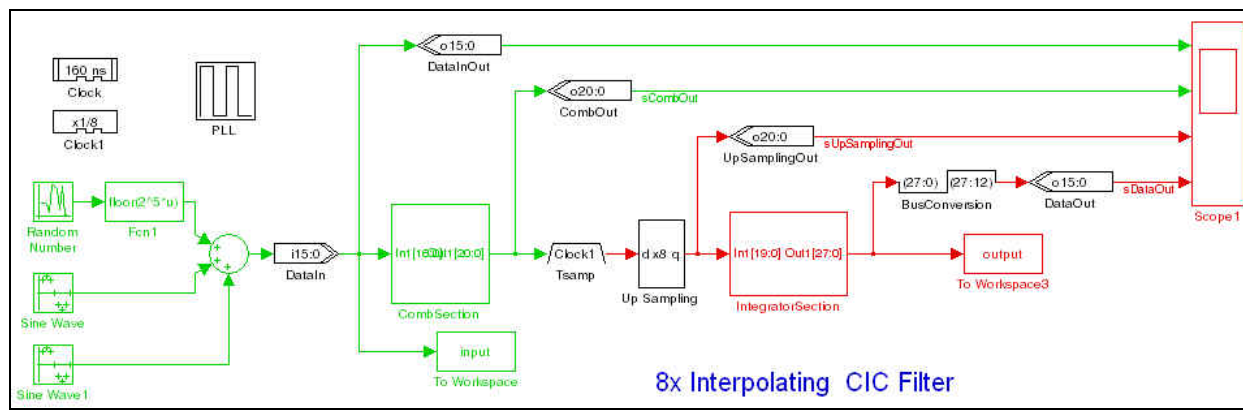 o15:0
DataInOut
160 ns
Clock
x1/8
Clock1
PLL
o20:0
CombOut
sCombOut
o20:0
UpSamplingOut
sUpSamplingOut
(27:0) (27:12)
BusConversion
o15:0
DataOut
sDataOut
Scope1
Random
Number
floor(2^5*u)
Fcn1
i15:0
DataIn
Out1[20:0]
CombSection
Clock1
Tsamp
d x8 q
Up Sampling
In1 [19:0] Out1[27:0]
IntegratorSection
output
To Workspace3
Sine Wave
Sine Wave1
input
To Workspace
8x Interpolating CIC Filter